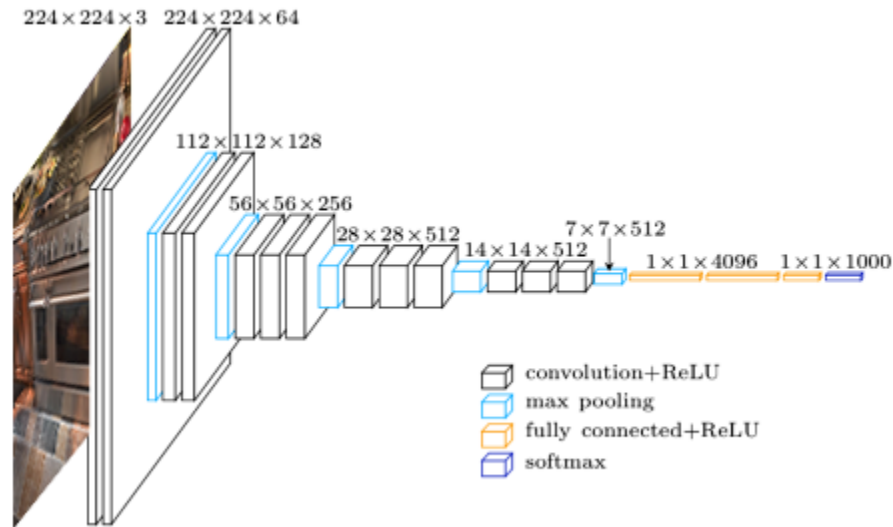 224 × 224 × 3
224 × 224 × 64
112 × 112 × 128
56 × 56 × 256
28 × 28 × 512
14 × 14 × 512
7 × 7 × 512
1 × 1 × 4096
1 × 1 × 1000
convolution+ReLU
max pooling
fully connected+ReLU
softmax